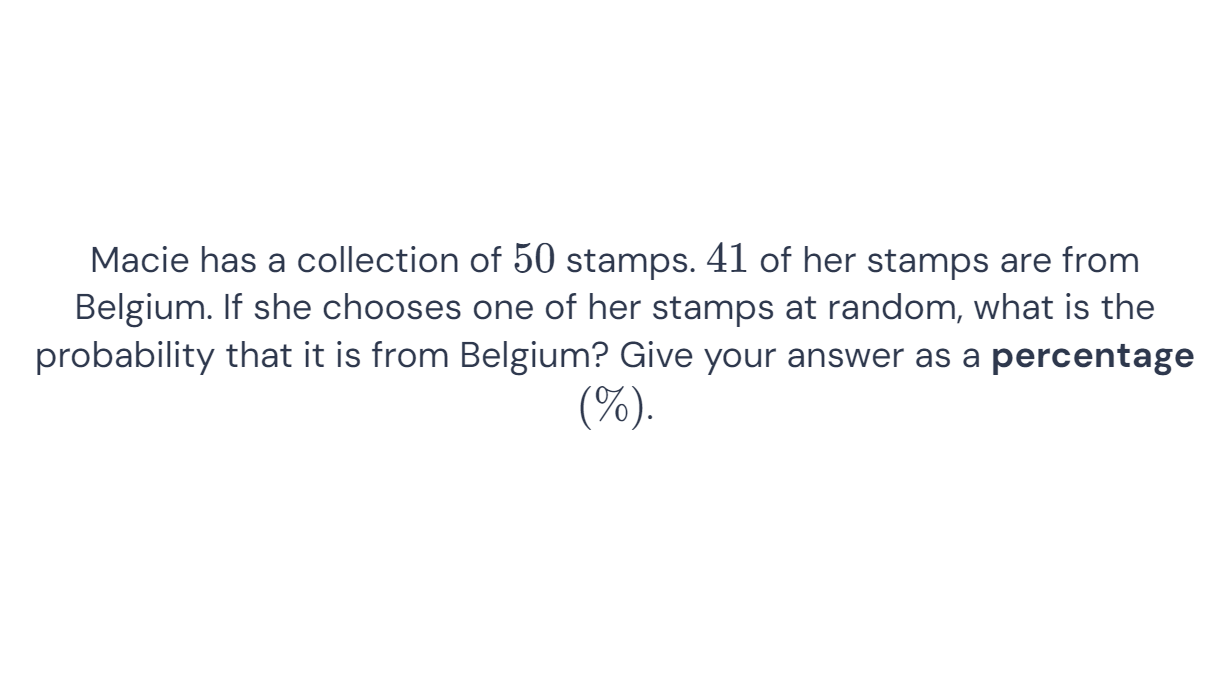 Macie has a collection of 50 stamps. 41 of her stamps are from
Belgium. If she chooses one of her stamps at random, what is the
probability that it is from Belgium? Give your answer as a percentage
(%).